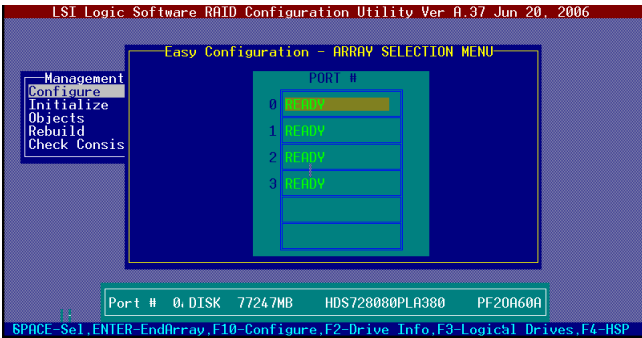 LSI Logic Software RAID Configuration Utility Ver A.37 Jun 20, 2006
Easy Configuration - ARRAY SELECTION MENU
Management
Configure
Initialize
Objects
Rebuild
Check Consis
PORT #
0 READY
1 READY
2 READY
3 READY
Port # 0, DISK 77247MB HDS728080PLA380 PF2OA60A
SPACE-Sel,ENTER-EndArray,F10-Configure,F2-Drive Info,F3-Logical Drives,F4-HSP